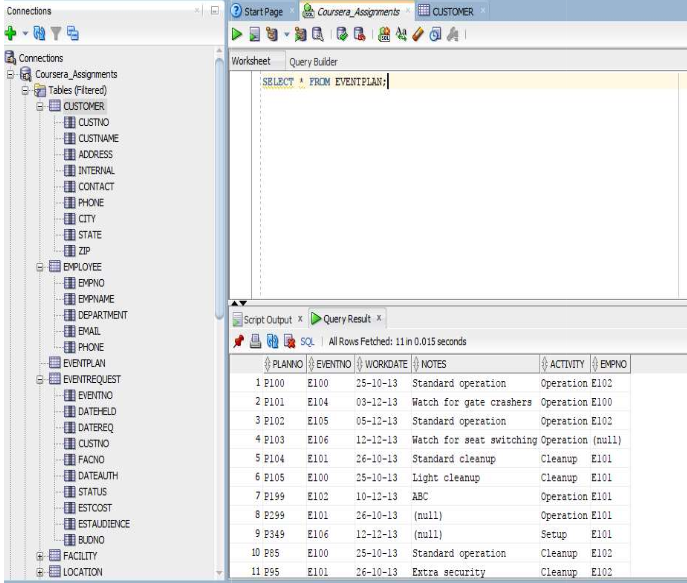 Connections
Connections
Coursera_Assignments
Tables (Filtered)
CUSTOMER
CUSTNO
CUSTNAME
ADDRESS
INTERNAL
CONTACT
PHONE
CITY
STATE
ZIP
EMPLOYEE
EMPNO
EMPNAME
DEPARTMENT
EMAIL
PHONE
EVENTPLAN
EVENTREQUEST
EVENTNO
DATEHELD
DATEREQ
CUSTNO
FACNO
DATEAUTH
STATUS
ESTCOST
ESTAUDIENCE
BUDNO
FACILITY
LOCATION
Start Page Coursera_Assignments CUSTOMER
Worksheet Query Builder
SELECT * FROM EVENTPLAN;
Script Output x Query Result x
SQL | All Rows Fetched: 11 in 0.015 seconds
PLANNO EVENTNO WORKDATE NOTES ACTIVITY EMPNO
1 P100 E100 25-10-13 Standard operation Operation E102
2 P101 E104 03-12-13 Watch for gate crashers Operation E100
3 P102 E105 05-12-13 Standard operation Operation E102
4 P103 E106 12-12-13 Watch for seat switching Operation (null)
5 P104 E101 26-10-13 Standard cleanup Cleanup E101
6 P105 E100 25-10-13 Light cleanup Cleanup E101
7 P199 E102 10-12-13 ABC Operation E101
8 P299 E101 26-10-13 (null) Operation E101
9 P349 E106 12-12-13 (null) Setup E101
10 P85 E100 25-10-13 Standard operation Cleanup E102
11 P95 E101 26-10-13 Extra security Cleanup E102